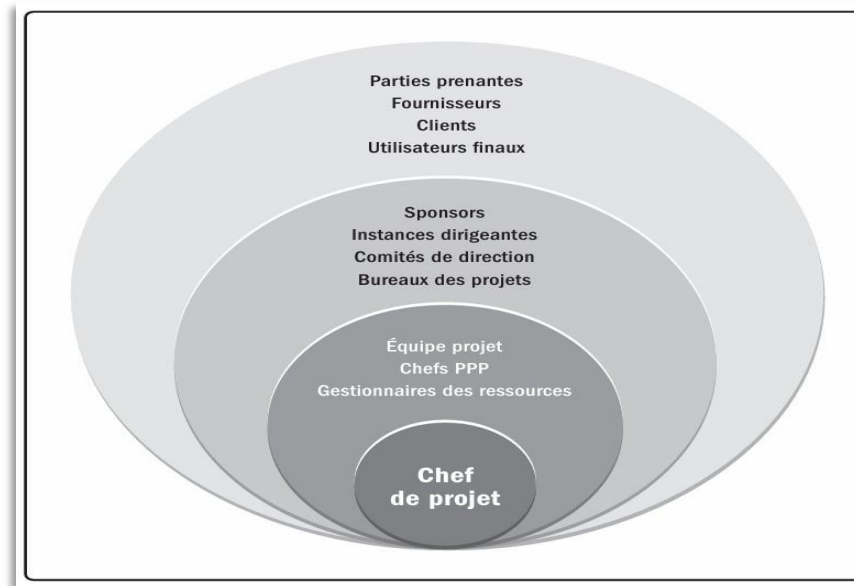 Parties prenantes
Fournisseurs
Clients
Utilisateurs finaux
Sponsors
Instances dirigeantes
Comités de direction
Bureaux des projets
Équipe projet
Chefs PPP
Gestionnaires des ressources
Chef
de projet